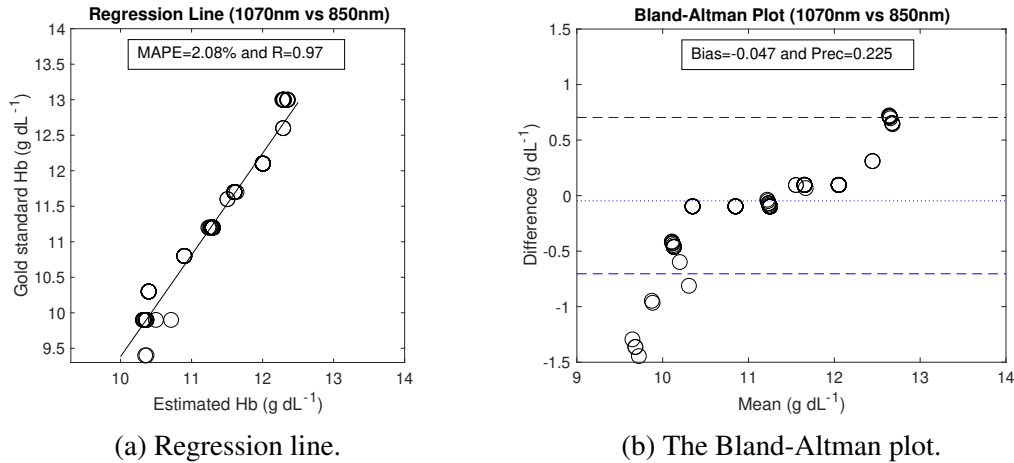 Regression Line (1070nm vs 850nm)
MAPE=2.08% and R=0.97
Gold standard Hb (g dL⁻¹)
14
13.5
13
12.5
12
11.5
11
10.5
10
9.5
10 11 12 13 14
Estimated Hb (g dL⁻¹)
(a) Regression line.
Bland-Altman Plot (1070nm vs 850nm)
Bias=-0.047 and Prec=0.225
Difference (g dL⁻¹)
1.5
1
0.5
0
-0.5
-1
-1.5
9 10 11 12 13 14
Mean (g dL⁻¹)
(b) The Bland-Altman plot.